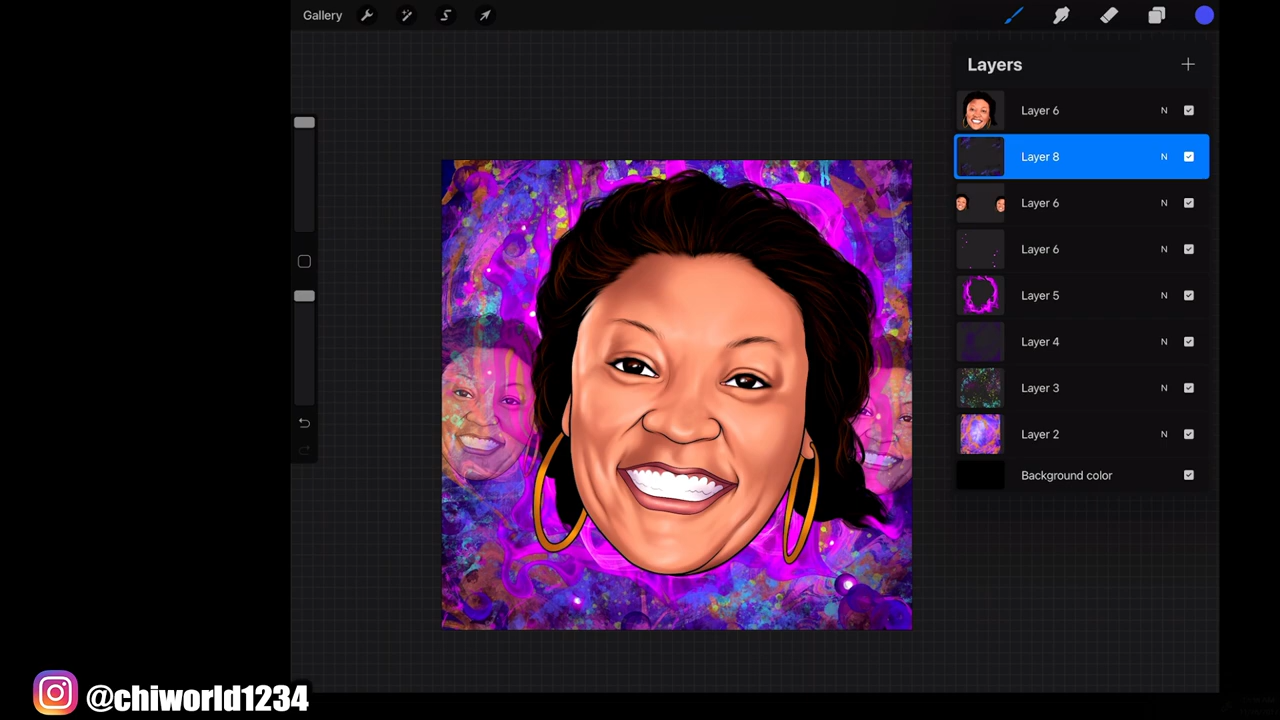 Gallery
Layers
Layer 6 N
Layer 8 N
Layer 6 N
Layer 6 N
Layer 5 N
Layer 4 N
Layer 3 N
Layer 2 N
Background color
@chiworld1234